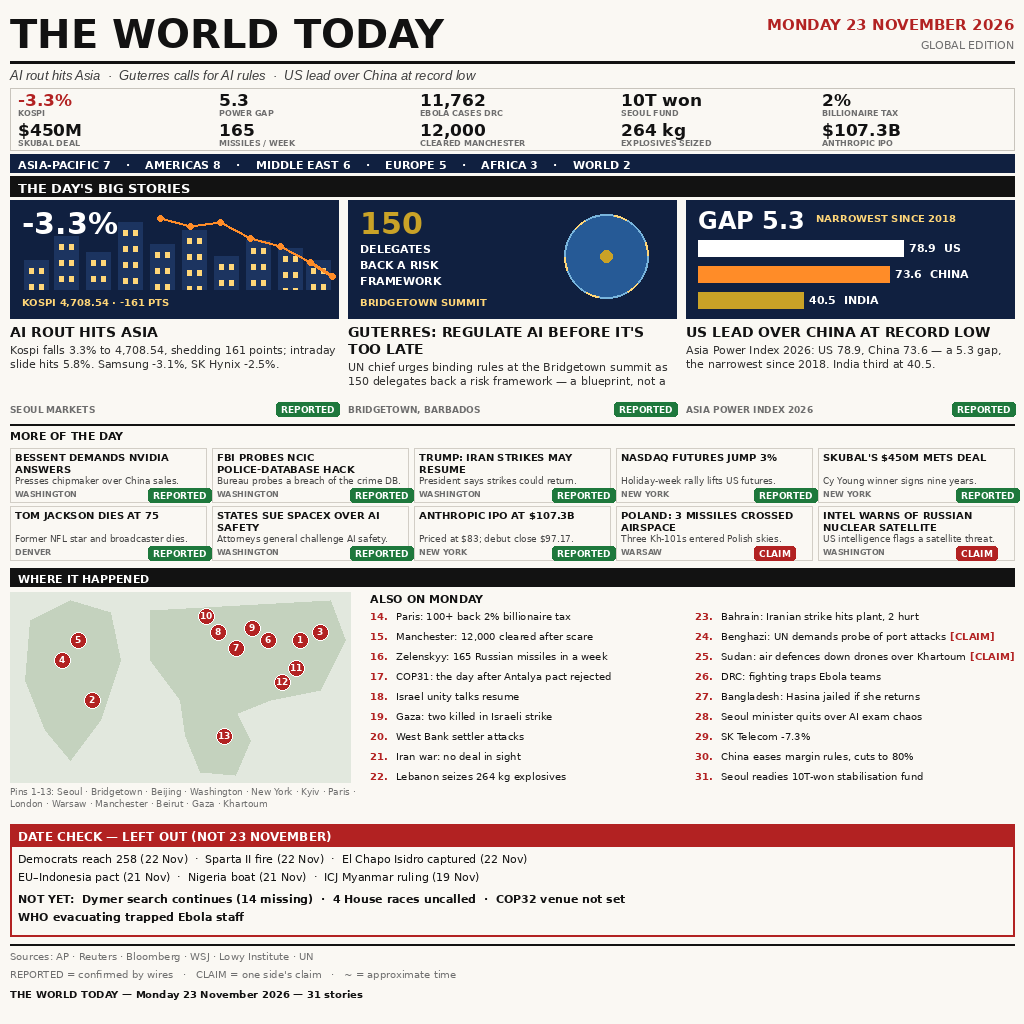 THE WORLD TODAY
MONDAY 23 NOVEMBER 2026
GLOBAL EDITION
AI rout hits Asia · Guterres calls for AI rules · US lead over China at record low
-3.3%
KOSPI
5.3
POWER GAP
11,762
EBOLA CASES DRC
10T won
SEOUL FUND
2%
BILLIONAIRE TAX
$450M
SKUBAL DEAL
165
MISSILES / WEEK
12,000
CLEARED MANCHESTER
264 kg
EXPLOSIVES SEIZED
$107.3B
ANTHROPIC IPO
ASIA-PACIFIC 7 · AMERICAS 8 · MIDDLE EAST 6 · EUROPE 5 · AFRICA 3 · WORLD 2
THE DAY'S BIG STORIES
-3.3%
KOSPI 4,708.54 · -161 PTS
AI ROUT HITS ASIA
Kospi falls 3.3% to 4,708.54, shedding 161 points; intraday
slide hits 5.8%. Samsung -3.1%, SK Hynix -2.5%.
SEOUL MARKETS
REPORTED
150
DELEGATES
BACK A RISK
FRAMEWORK
BRIDGETOWN SUMMIT
GUTERRES: REGULATE AI BEFORE IT'S
TOO LATE
UN chief urges binding rules at the Bridgetown summit as
150 delegates back a risk framework — a blueprint, not a
BRIDGETOWN, BARBADOS
REPORTED
GAP 5.3
NARROWEST SINCE 2018
78.9 US
73.6 CHINA
40.5 INDIA
US LEAD OVER CHINA AT RECORD LOW
Asia Power Index 2026: US 78.9, China 73.6 — a 5.3 gap,
the narrowest since 2018. India third at 40.5.
ASIA POWER INDEX 2026
REPORTED
MORE OF THE DAY
BESSENT DEMANDS NVIDIA
ANSWERS
Presses chipmaker over China sales.
WASHINGTON
REPORTED
FBI PROBES NCIC
POLICE-DATABASE HACK
Bureau probes a breach of the crime DB.
WASHINGTON
REPORTED
TRUMP: IRAN STRIKES MAY
RESUME
President says strikes could return.
WASHINGTON
REPORTED
NASDAQ FUTURES JUMP 3%
Holiday-week rally lifts US futures.
NEW YORK
REPORTED
SKUBAL'S $450M METS DEAL
Cy Young winner signs nine years.
NEW YORK
REPORTED
TOM JACKSON DIES AT 75
Former NFL star and broadcaster dies.
DENVER
REPORTED
STATES SUE SPACEX OVER AI
SAFETY
Attorneys general challenge AI safety.
WASHINGTON
REPORTED
ANTHROPIC IPO AT $107.3B
Priced at $83; debut close $97.17.
NEW YORK
REPORTED
POLAND: 3 MISSILES CROSSED
AIRSPACE
Three Kh-101s entered Polish skies.
WARSAW
CLAIM
INTEL WARNS OF RUSSIAN
NUCLEAR SATELLITE
US intelligence flags a satellite threat.
WASHINGTON
CLAIM
WHERE IT HAPPENED
10
8
9
3
5
6
1
7
4
11
12
2
13
Pins 1-13: Seoul · Bridgetown · Beijing · Washington · New York · Kyiv · Paris ·
London · Warsaw · Manchester · Beirut · Gaza · Khartoum
ALSO ON MONDAY
14. Paris: 100+ back 2% billionaire tax
15. Manchester: 12,000 cleared after scare
16. Zelenskyy: 165 Russian missiles in a week
17. COP31: the day after Antalya pact rejected
18. Israel unity talks resume
19. Gaza: two killed in Israeli strike
20. West Bank settler attacks
21. Iran war: no deal in sight
22. Lebanon seizes 264 kg explosives
23. Bahrain: Iranian strike hits plant, 2 hurt
24. Benghazi: UN demands probe of port attacks [CLAIM]
25. Sudan: air defences down drones over Khartoum [CLAIM]
26. DRC: fighting traps Ebola teams
27. Bangladesh: Hasina jailed if she returns
28. Seoul minister quits over AI exam chaos
29. SK Telecom -7.3%
30. China eases margin rules, cuts to 80%
31. Seoul readies 10T-won stabilisation fund
DATE CHECK — LEFT OUT (NOT 23 NOVEMBER)
Democrats reach 258 (22 Nov) · Sparta II fire (22 Nov) · El Chapo Isidro captured (22 Nov)
EU–Indonesia pact (21 Nov) · Nigeria boat (21 Nov) · ICJ Myanmar ruling (19 Nov)
NOT YET: Dymer search continues (14 missing) · 4 House races uncalled · COP32 venue not set
WHO evacuating trapped Ebola staff
Sources: AP · Reuters · Bloomberg · WSJ · Lowy Institute · UN
REPORTED = confirmed by wires · CLAIM = one side's claim · ~ = approximate time
THE WORLD TODAY — Monday 23 November 2026 — 31 stories